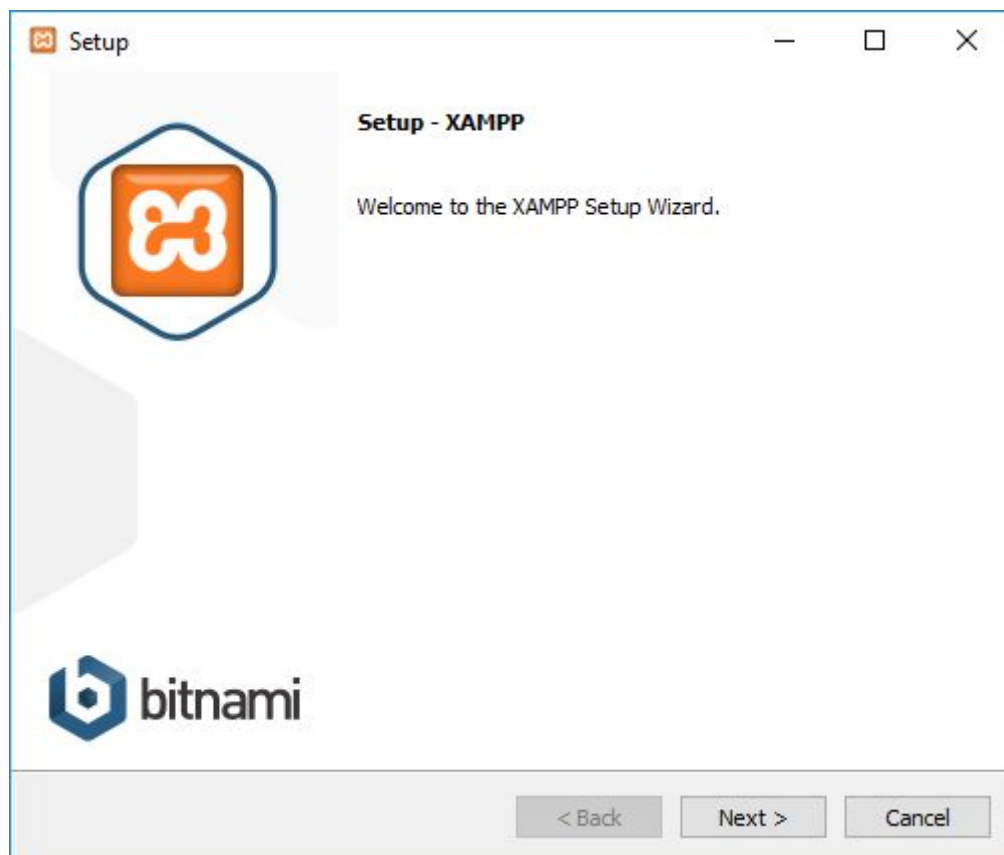 Setup
Setup - XAMPP
Welcome to the XAMPP Setup Wizard.
bitnami
< Back
Next >
Cancel